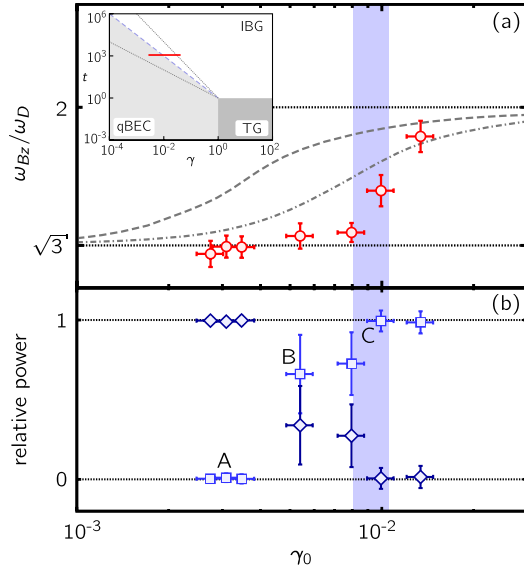 (a)
ω_Bz/ω_D
2
√3
10^6
10^3
t
10^0
10^-3
IBG
qBEC
TG
10^-4
10^-2
10^0
10^2
γ
(b)
relative power
1
0
A
B
C
10^-3
10^-2
γ_0